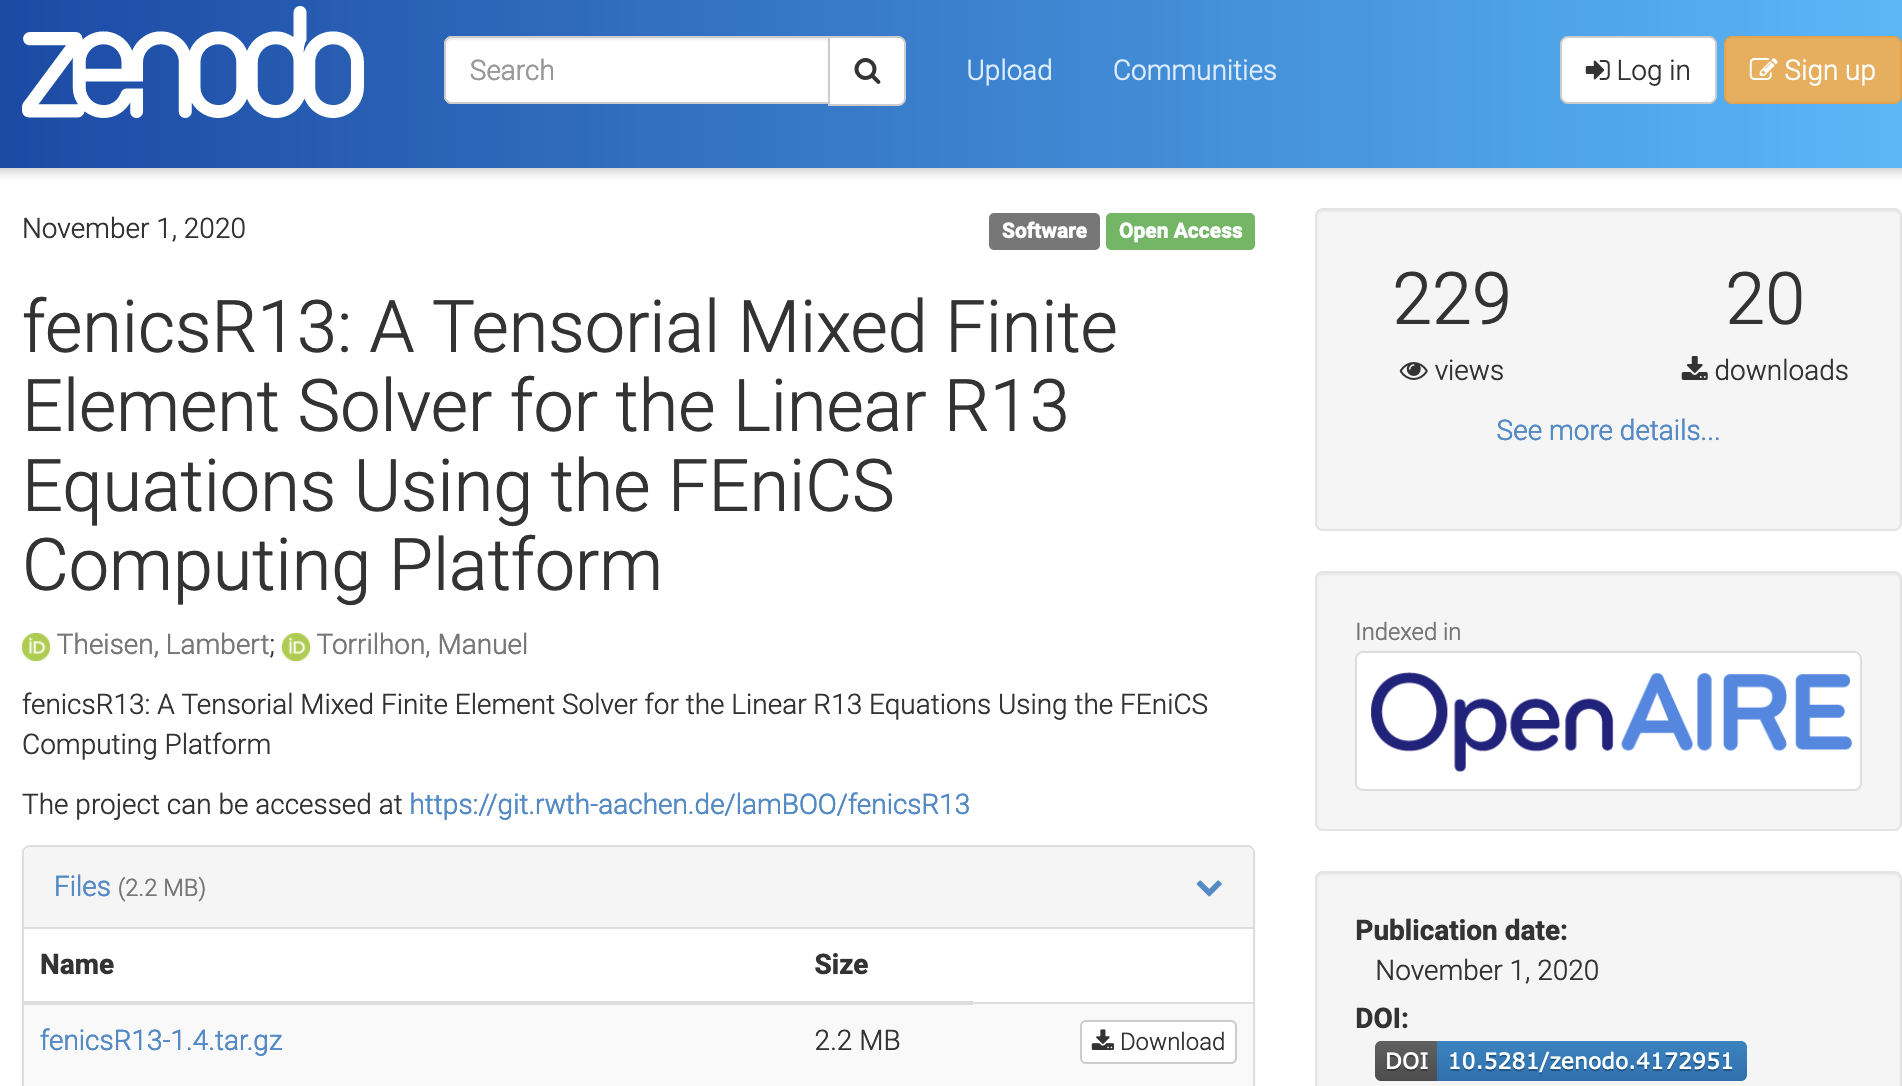 zenodo
Search
Upload
Communities
Log in
Sign up
November 1, 2020
Software
Open Access
fenicsR13: A Tensorial Mixed Finite
Element Solver for the Linear R13
Equations Using the FEniCS
Computing Platform
iD Theisen, Lambert; iD Torrilhon, Manuel
fenicsR13: A Tensorial Mixed Finite Element Solver for the Linear R13 Equations Using the FEniCS
Computing Platform
The project can be accessed at https://git.rwth-aachen.de/lamBOO/fenicsR13
Files (2.2 MB)
Name Size
fenicsR13-1.4.tar.gz 2.2 MB Download
229 20
views downloads
See more details...
Indexed in
OpenAIRE
Publication date:
November 1, 2020
DOI:
DOI 10.5281/zenodo.4172951